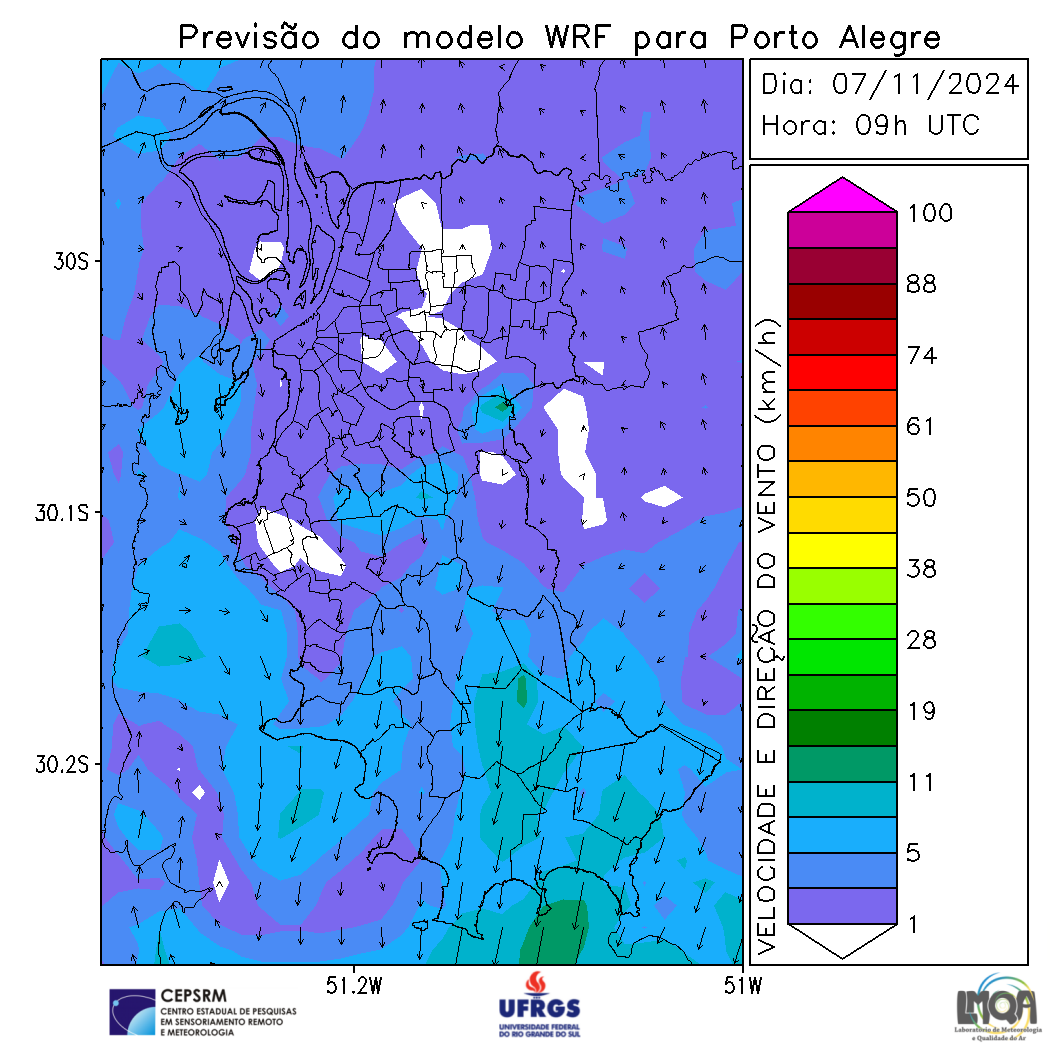 Previsão do modelo WRF para Porto Alegre
Dia: 07/11/2024
Hora: 09h UTC
30S
30.1S
30.2S
51.2W
51W
VELOCIDADE E DIREÇÃO DO VENTO (km/h)
100
88
74
61
50
38
28
19
11
5
1
CEPSRM
CENTRO ESTADUAL DE PESQUISAS
EM SENSORIAMENTO REMOTO
E METEOROLOGIA
UFRGS
UNIVERSIDADE FEDERAL
DO RIO GRANDE DO SUL
LMQA
Laboratório de Meteorologia
e Qualidade do Ar